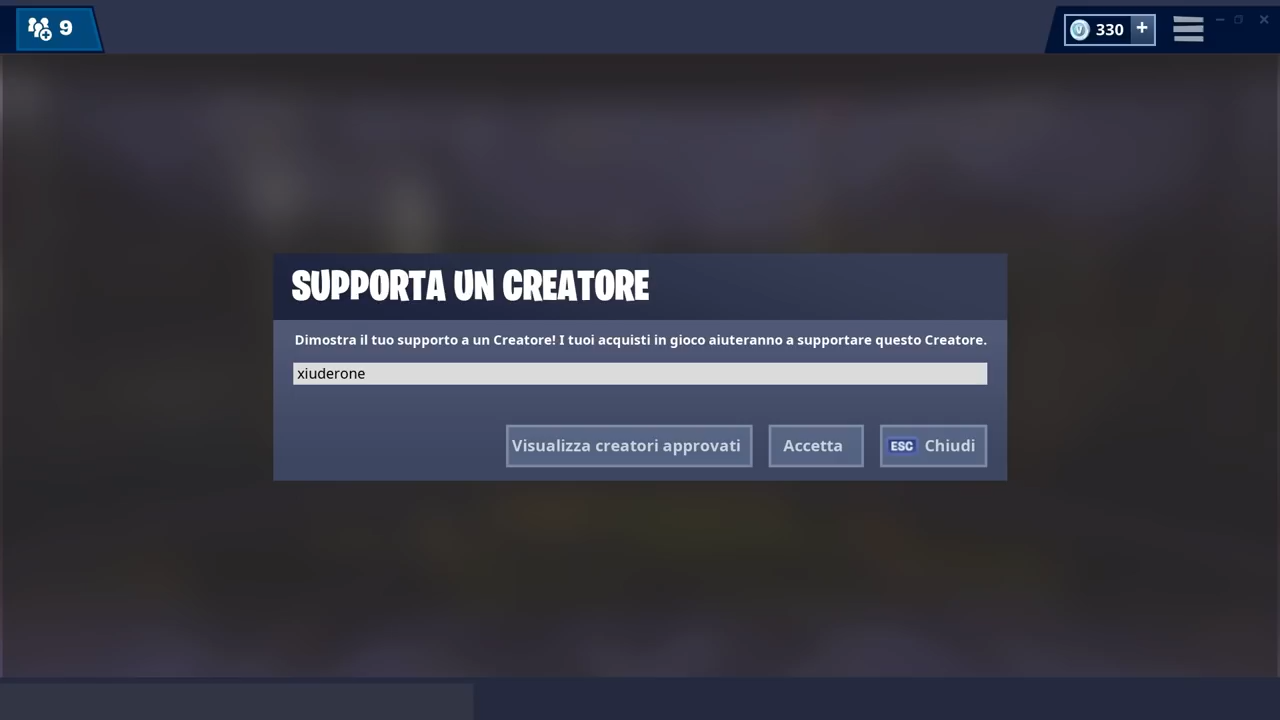 9
330 +
SUPPORTA UN CREATORE
Dimostra il tuo supporto a un Creatore! I tuoi acquisti in gioco aiuteranno a supportare questo Creatore.
xiuderone
Visualizza creatori approvati
Accetta
ESC Chiudi